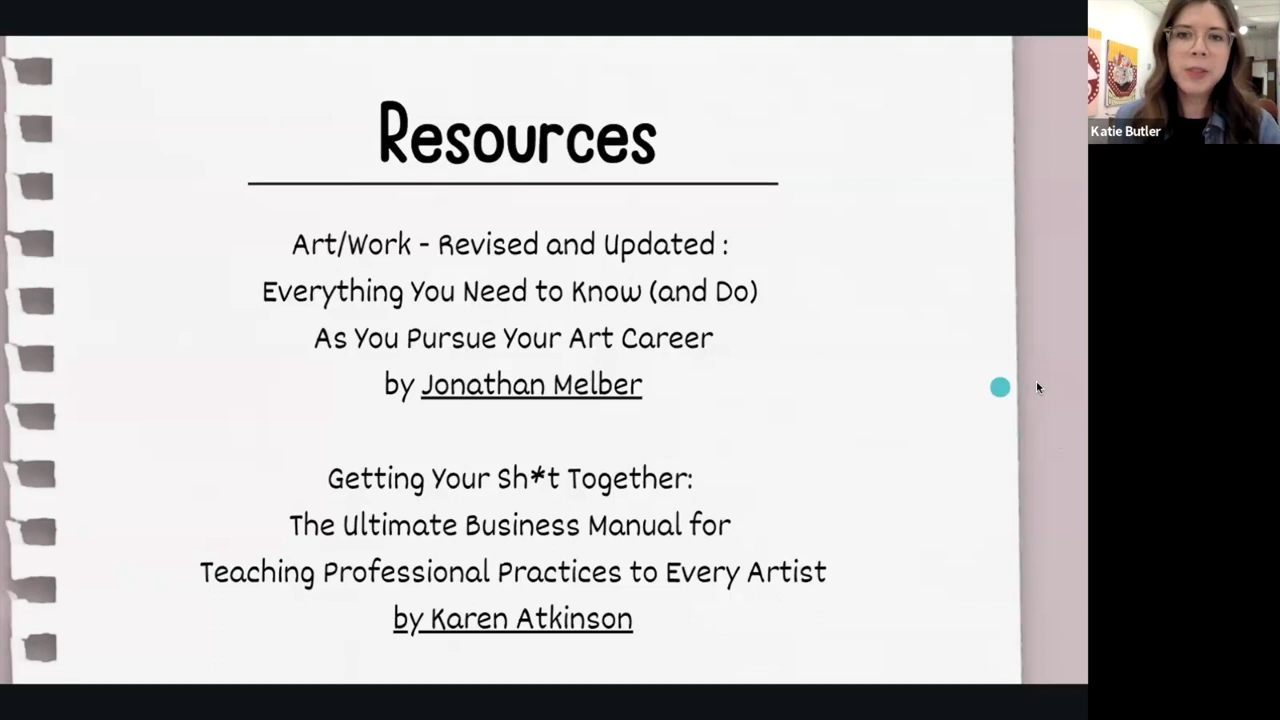 Resources
Art/Work - Revised and Updated :
Everything You Need to Know (and Do)
As You Pursue Your Art Career
by Jonathan Melber
Getting Your Sh*t Together:
The Ultimate Business Manual for
Teaching Professional Practices to Every Artist
by Karen Atkinson
Katie Butler